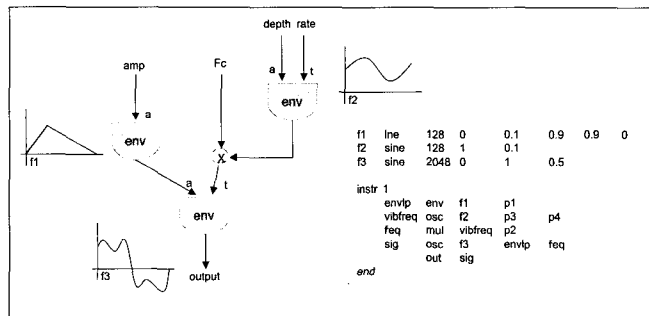 depth rate
amp
Fc
a
t
env
f2
a
env
f1
X
a
t
env
f3
output
f1 lne 128 0 0.1 0.9 0.9 0
f2 sine 128 1 0.1
f3 sine 2048 0 1 0.5
instr 1
envlp env f1 p1
vibfreq osc f2 p3 p4
feq mul vibfreq p2
sig osc f3 envlp feq
out sig
end